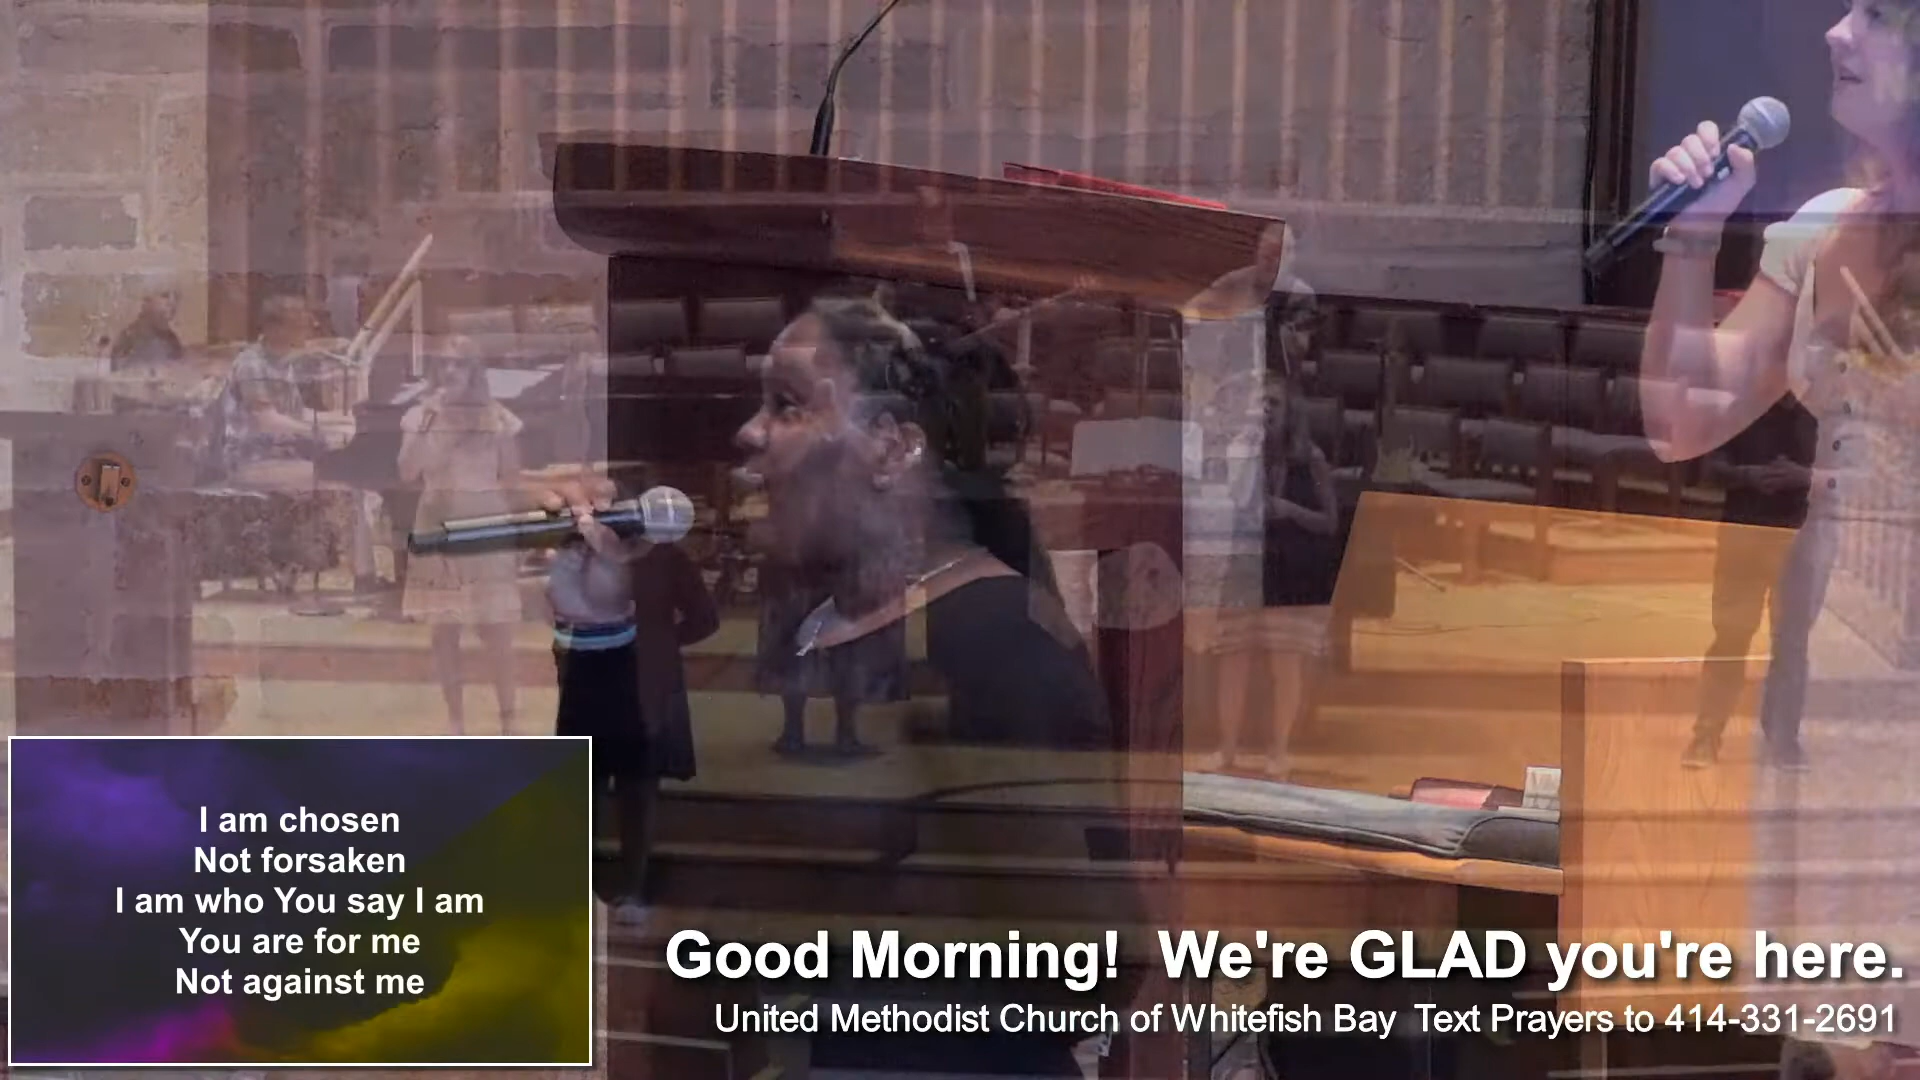 I am chosen
Not forsaken
I am who You say I am
You are for me
Not against me
Good Morning!  We're GLAD you're here.
United Methodist Church of Whitefish Bay  Text Prayers to 414-331-2691